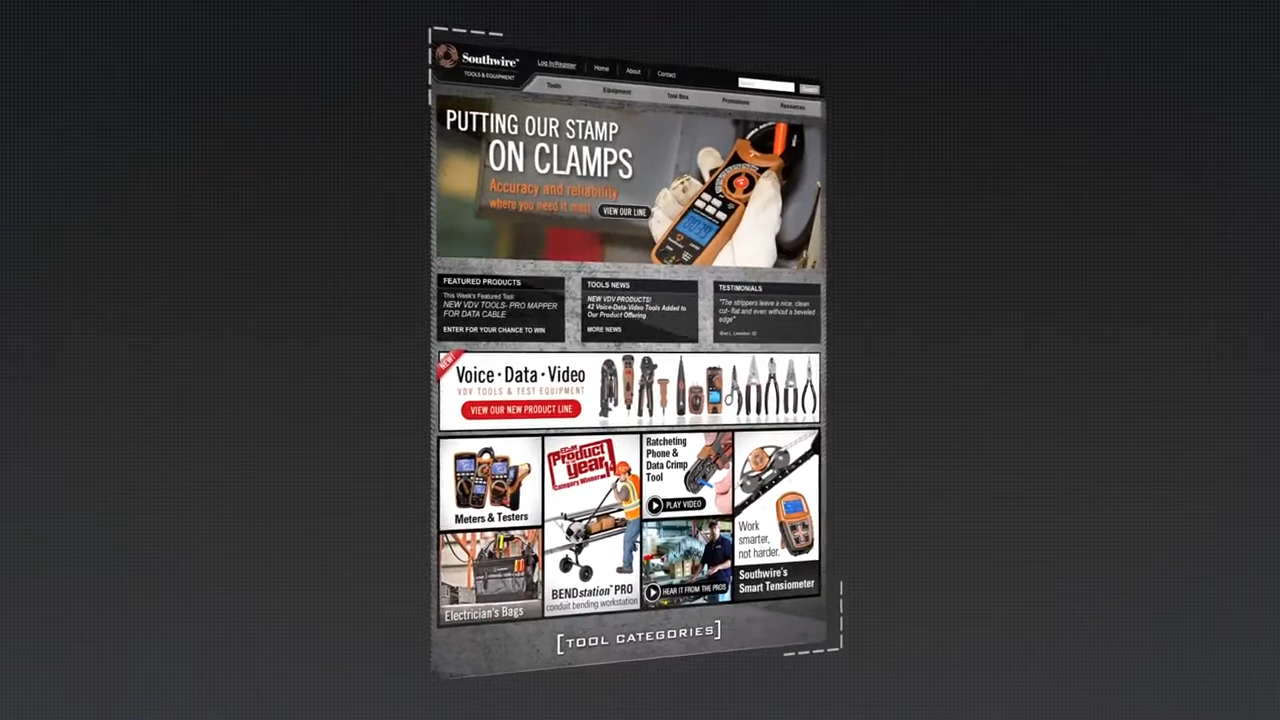 Southwire™
TOOLS & EQUIPMENT
Log In/Register
Home
About
Contact
Search
Tools
Equipment
Tool Box
Promotions
Resources
PUTTING OUR STAMP
ON CLAMPS
Accuracy and reliability
where you need it most.
VIEW OUR LINE
FEATURED PRODUCTS
This Week's Featured Tool:
NEW VDV TOOLS- PRO MAPPER
FOR DATA CABLE
ENTER FOR YOUR CHANCE TO WIN
TOOLS NEWS
NEW VDV PRODUCTS!
42 Voice-Data-Video Tools Added to
Our Product Offering
MORE NEWS
TESTIMONIALS
"The strippers leave a nice, clean
cut- flat and even without a beveled
edge"
NEW!
Voice · Data · Video
VDV TOOLS & TEST EQUIPMENT
VIEW OUR NEW PRODUCT LINE
Meters & Testers
Electrician's Bags
Product
of the
year
Category Winner
BENDstation™ PRO
conduit bending workstation
Ratcheting
Phone &
Data Crimp
Tool
PLAY VIDEO
HEAR IT FROM THE PROS
Work
smarter,
not harder.
Southwire's
Smart Tensiometer
[TOOL CATEGORIES]